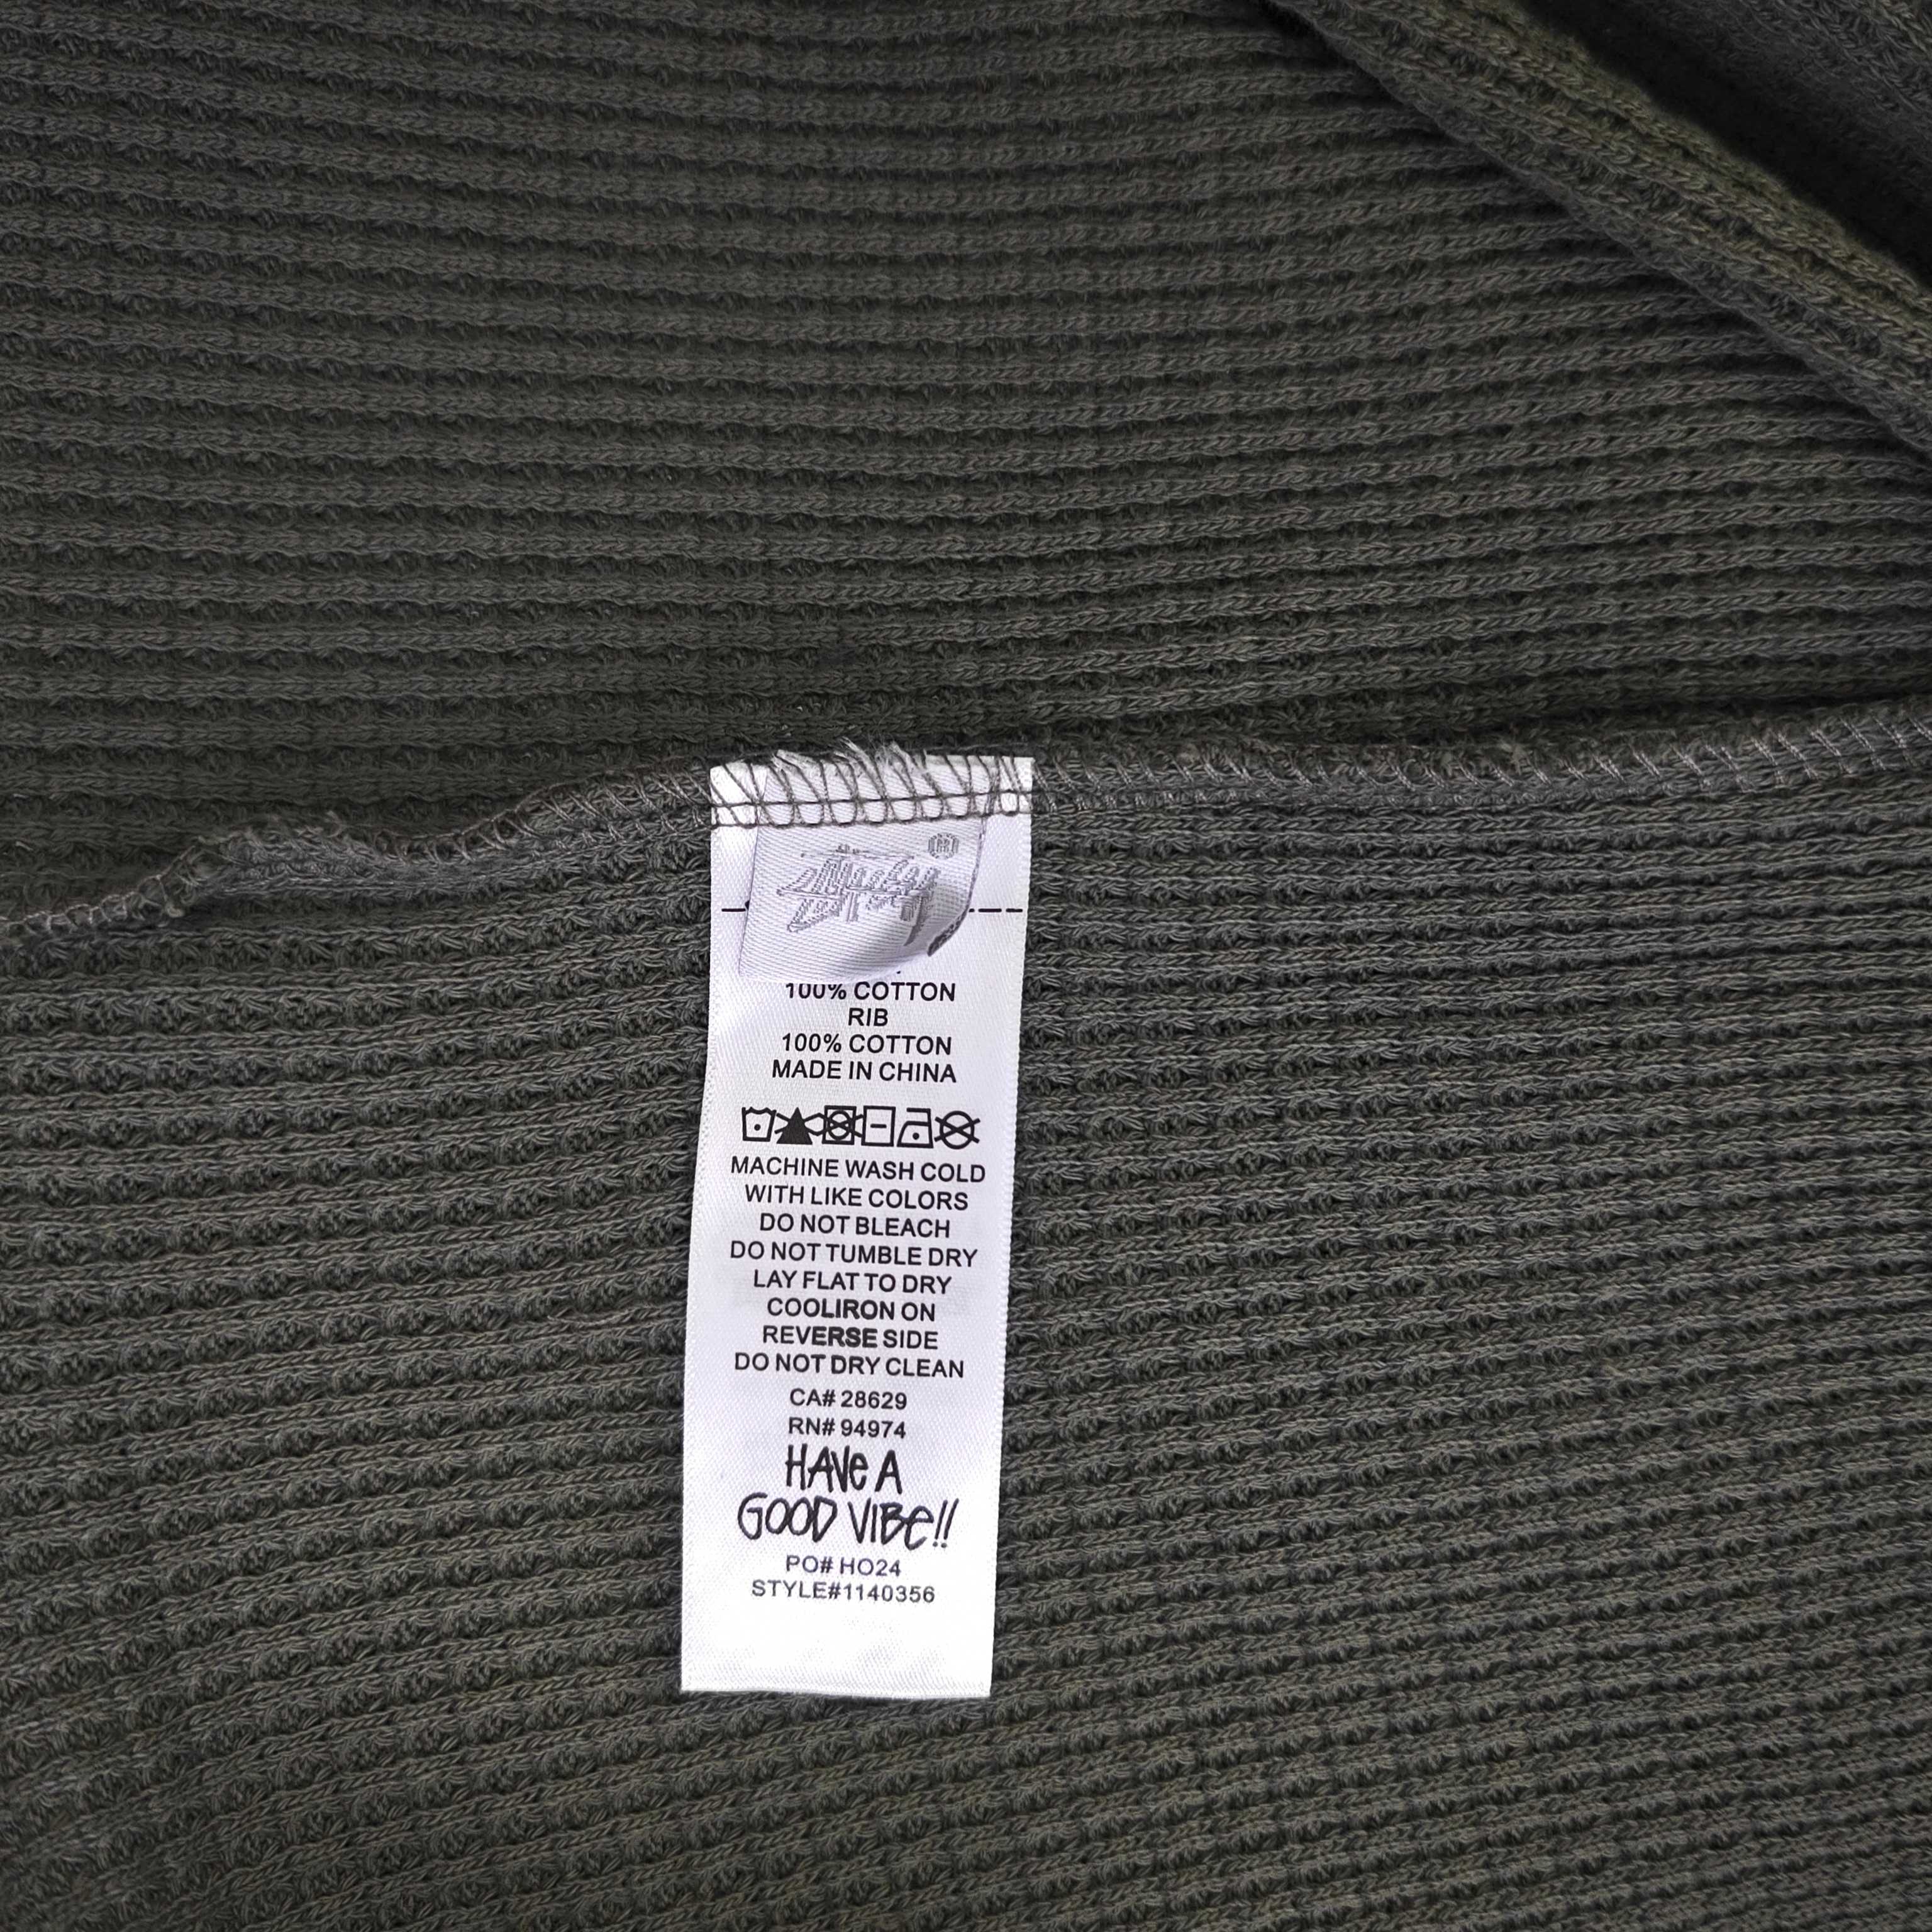 Stüssy ®
100% COTTON
RIB
100% COTTON
MADE IN CHINA
MACHINE WASH COLD
WITH LIKE COLORS
DO NOT BLEACH
DO NOT TUMBLE DRY
LAY FLAT TO DRY
COOLIRON ON
REVERSE SIDE
DO NOT DRY CLEAN
CA# 28629
RN# 94974
HAVe A
GOOD VIBe!!
PO# HO24
STYLE#1140356